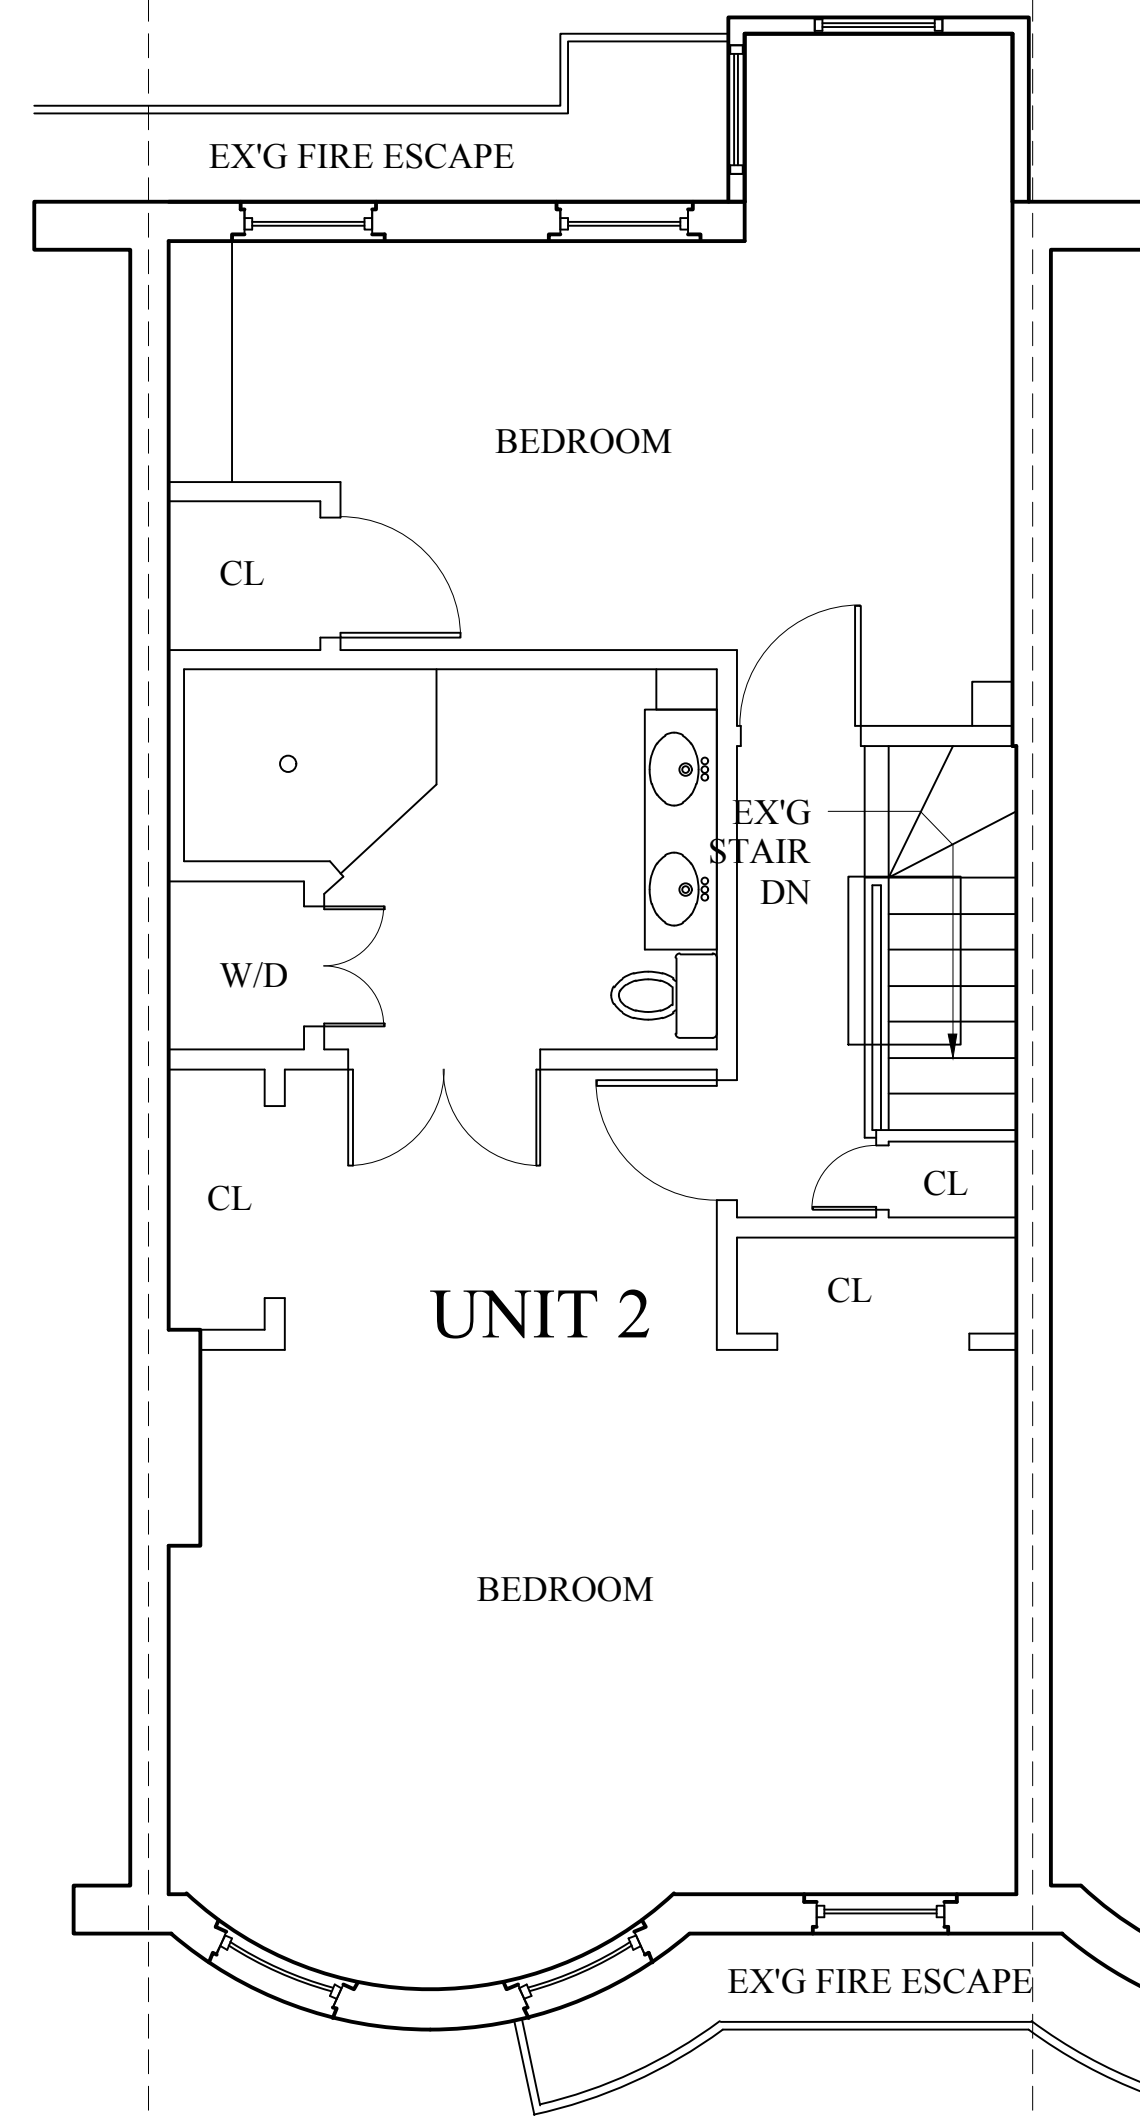 EX'G FIRE ESCAPE
BEDROOM
CL
EX'G
STAIR
DN
W/D
CL
CL
CL
UNIT 2
BEDROOM
EX'G FIRE ESCAPE